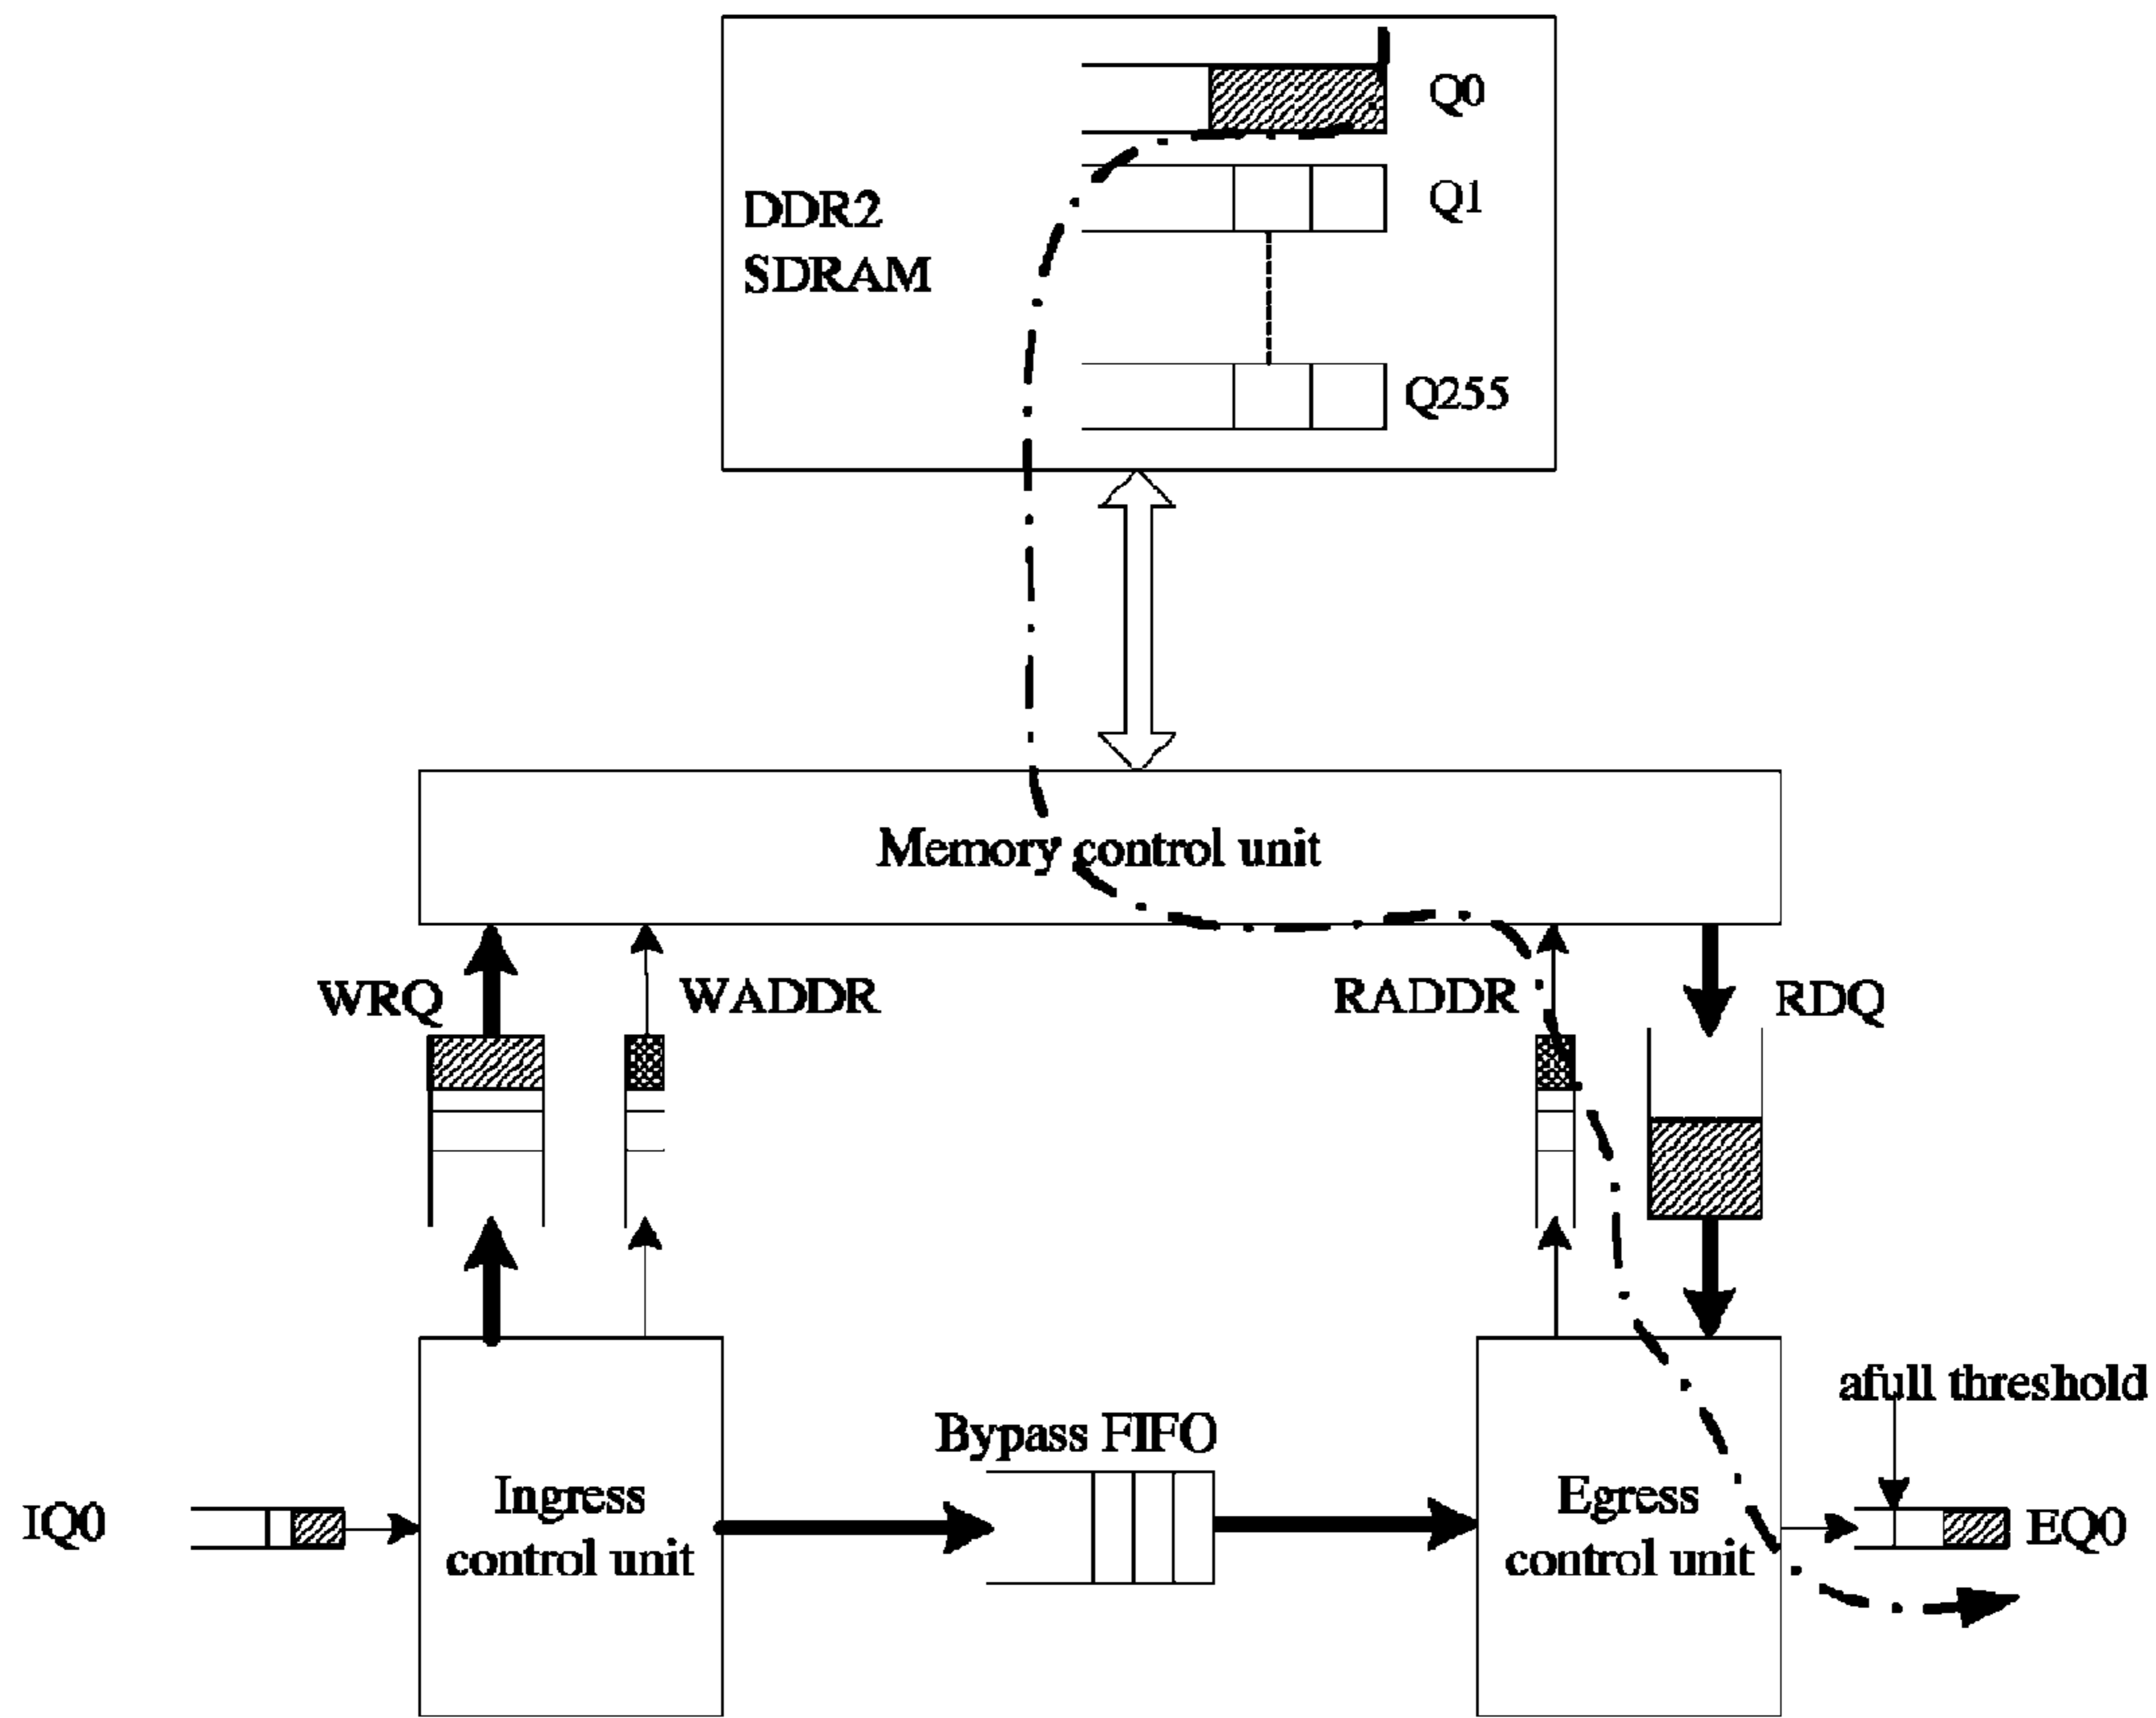 Q0
Q1
DDR2
SDRAM
Q255
Memory control unit
WRQ
WADDR
RADDR
RDQ
afull threshold
Bypass FIFO
IQ0
Ingress
control unit
Egress
control unit
EQ0